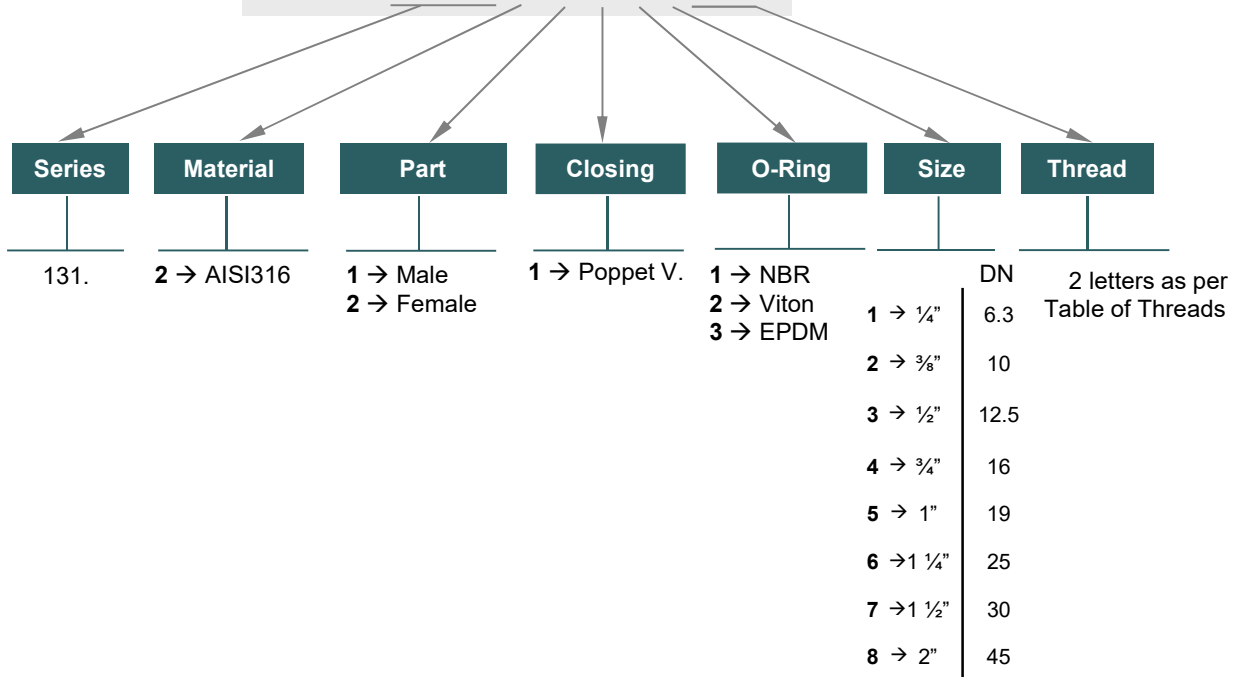 Series
Material
Part
Closing
O-Ring
Size
Thread
131.
2 → AISI316
1 → Male
2 → Female
1 → Poppet V.
1 → NBR
2 → Viton
3 → EPDM
DN
1 → ¼” 6.3
2 → ⅜” 10
3 → ½” 12.5
4 → ¾” 16
5 → 1” 19
6 →1 ¼” 25
7 →1 ½” 30
8 → 2” 45
2 letters as per
Table of Threads